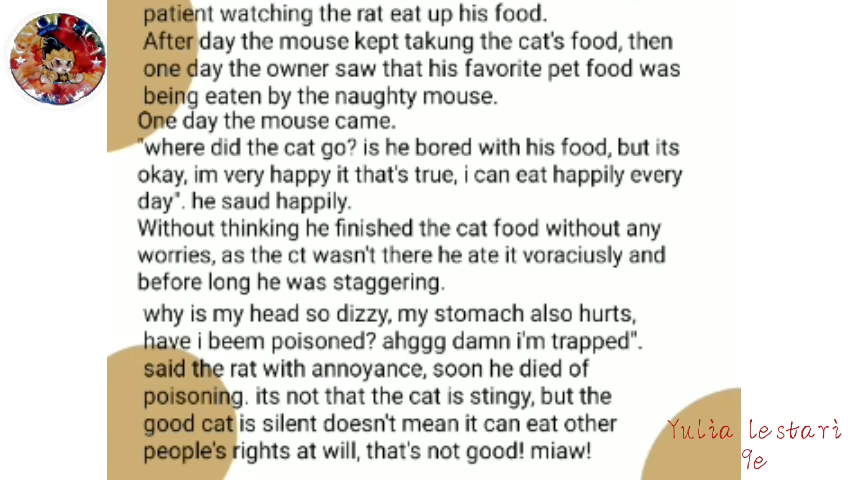 patient watching the rat eat up his food.
After day the mouse kept takung the cat's food, then
one day the owner saw that his favorite pet food was
being eaten by the naughty mouse.
One day the mouse came.
"where did the cat go? is he bored with his food, but its
okay, im very happy it that's true, i can eat happily every
day". he saud happily.
Without thinking he finished the cat food without any
worries, as the ct wasn't there he ate it voraciusly and
before long he was staggering.
why is my head so dizzy, my stomach also hurts,
have i beem poisoned? ahggg damn i'm trapped".
said the rat with annoyance, soon he died of
poisoning. its not that the cat is stingy, but the
good cat is silent doesn't mean it can eat other
people's rights at will, that's not good! miaw!
Yulia lestari
9e